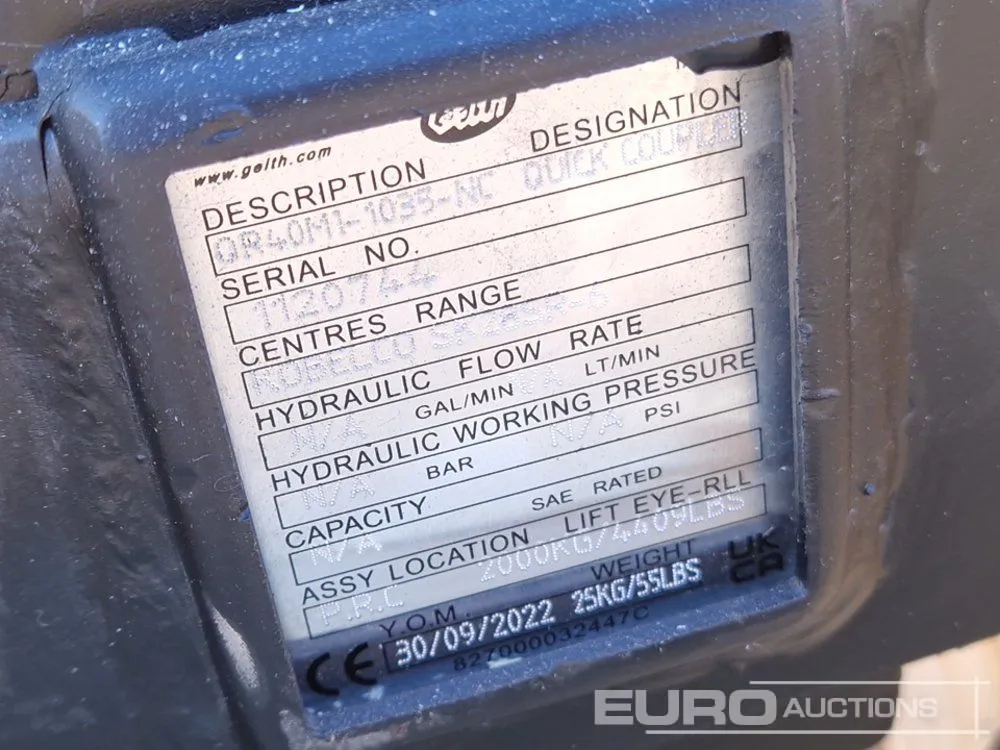 Geith
www.geith.com
DESCRIPTION DESIGNATION
QR40M1-1035-NC QUICK COUPLER
SERIAL NO.
1120744
CENTRES RANGE
KOBELCO
HYDRAULIC FLOW RATE
N/A GAL/MIN N/A LT/MIN
HYDRAULIC WORKING PRESSURE
N/A BAR N/A PSI
CAPACITY SAE RATED
N/A
ASSY LOCATION LIFT EYE-RLL
P.R.C 2000KG/4409LBS
Y.O.M. WEIGHT
30/09/2022 25KG/55LBS
CE 827000032447C UK CA
EURO AUCTIONS